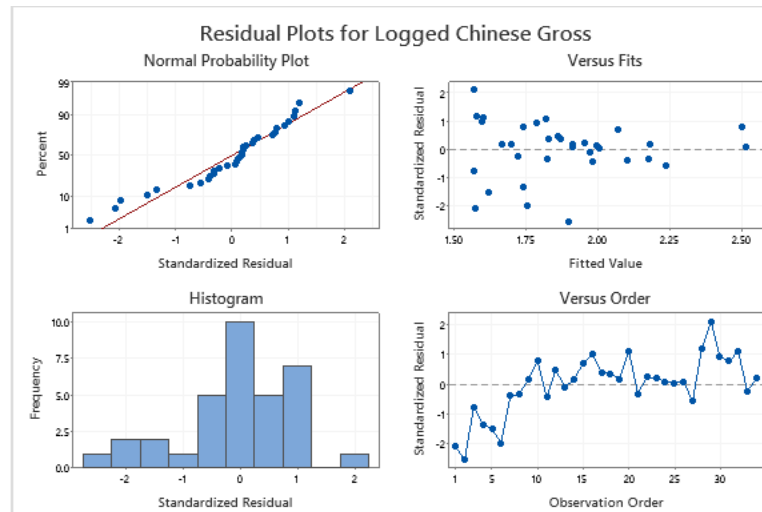 Residual Plots for Logged Chinese Gross
Normal Probability Plot
99
90
50
10
1
Percent
-2 -1 0 1 2
Standardized Residual
Versus Fits
2
1
0
-1
-2
Standardized Residual
1.50 1.75 2.00 2.25 2.50
Fitted Value
Histogram
10.0
7.5
5.0
2.5
0.0
Frequency
-2 -1 0 1 2
Standardized Residual
Versus Order
2
1
0
-1
-2
Standardized Residual
1 5 10 15 20 25 30
Observation Order